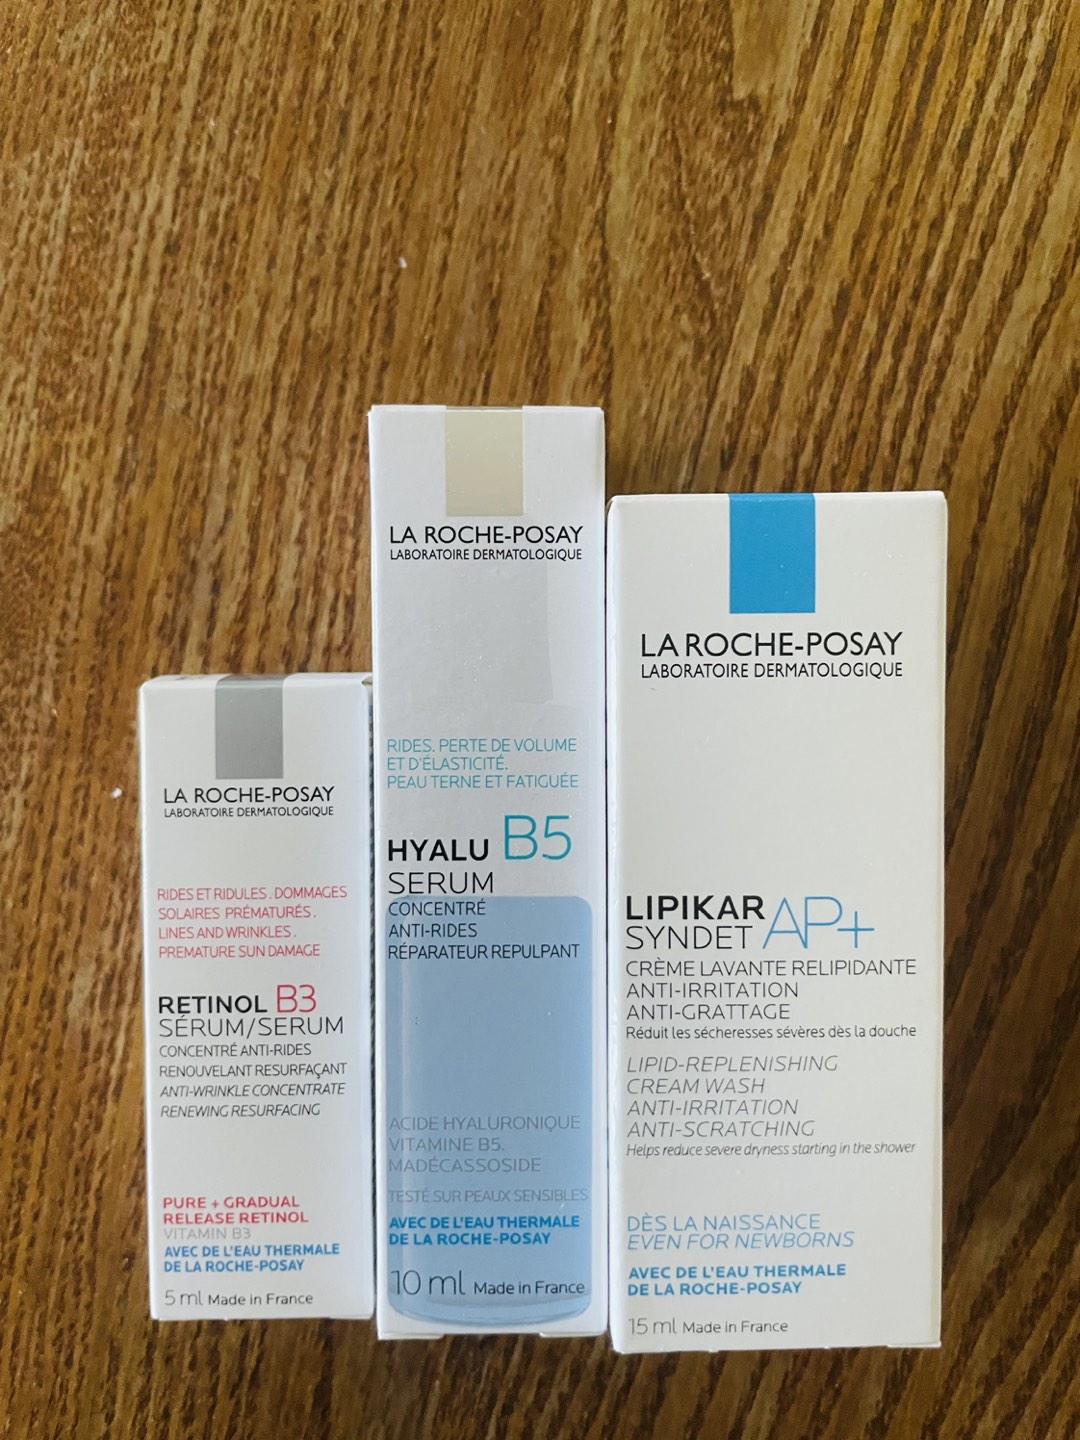 LA ROCHE-POSAY
LABORATOIRE DERMATOLOGIQUE
RIDES ET RIDULES. DOMMAGES
SOLAIRES PRÉMATURÉS.
LINES AND WRINKLES.
PREMATURE SUN DAMAGE
RETINOL B3
SÉRUM/SERUM
CONCENTRÉ ANTI-RIDES
RENOUVELANT RESURFAÇANT
ANTI-WRINKLE CONCENTRATE
RENEWING RESURFACING
PURE + GRADUAL
RELEASE RETINOL
VITAMIN B3
AVEC DE L'EAU THERMALE
DE LA ROCHE-POSAY
5 ml Made in France
LA ROCHE-POSAY
LABORATOIRE DERMATOLOGIQUE
RIDES. PERTE DE VOLUME
ET D'ÉLASTICITÉ.
PEAU TERNE ET FATIGUÉE
HYALU B5
SERUM
CONCENTRÉ
ANTI-RIDES
RÉPARATEUR REPULPANT
ACIDE HYALURONIQUE
VITAMINE B5.
MADÉCASSOSIDE
TESTÉ SUR PEAUX SENSIBLES
AVEC DE L'EAU THERMALE
DE LA ROCHE-POSAY
10 ml Made in France
LA ROCHE-POSAY
LABORATOIRE DERMATOLOGIQUE
LIPIKAR
SYNDET AP+
CRÈME LAVANTE RELIPIDANTE
ANTI-IRRITATION
ANTI-GRATTAGE
Réduit les sécheresses sévères dès la douche
LIPID-REPLENISHING
CREAM WASH
ANTI-IRRITATION
ANTI-SCRATCHING
Helps reduce severe dryness starting in the shower
DÈS LA NAISSANCE
EVEN FOR NEWBORNS
AVEC DE L'EAU THERMALE
DE LA ROCHE-POSAY
15 ml Made in France